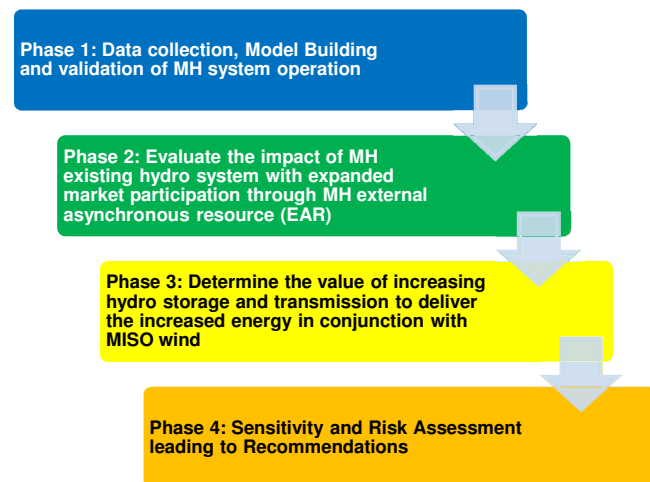 Phase 1: Data collection, Model Building
and validation of MH system operation
Phase 2: Evaluate the impact of MH
existing hydro system with expanded
market participation through MH external
asynchronous resource (EAR)
Phase 3: Determine the value of increasing
hydro storage and transmission to deliver
the increased energy in conjunction with
MISO wind
Phase 4: Sensitivity and Risk Assessment
leading to Recommendations